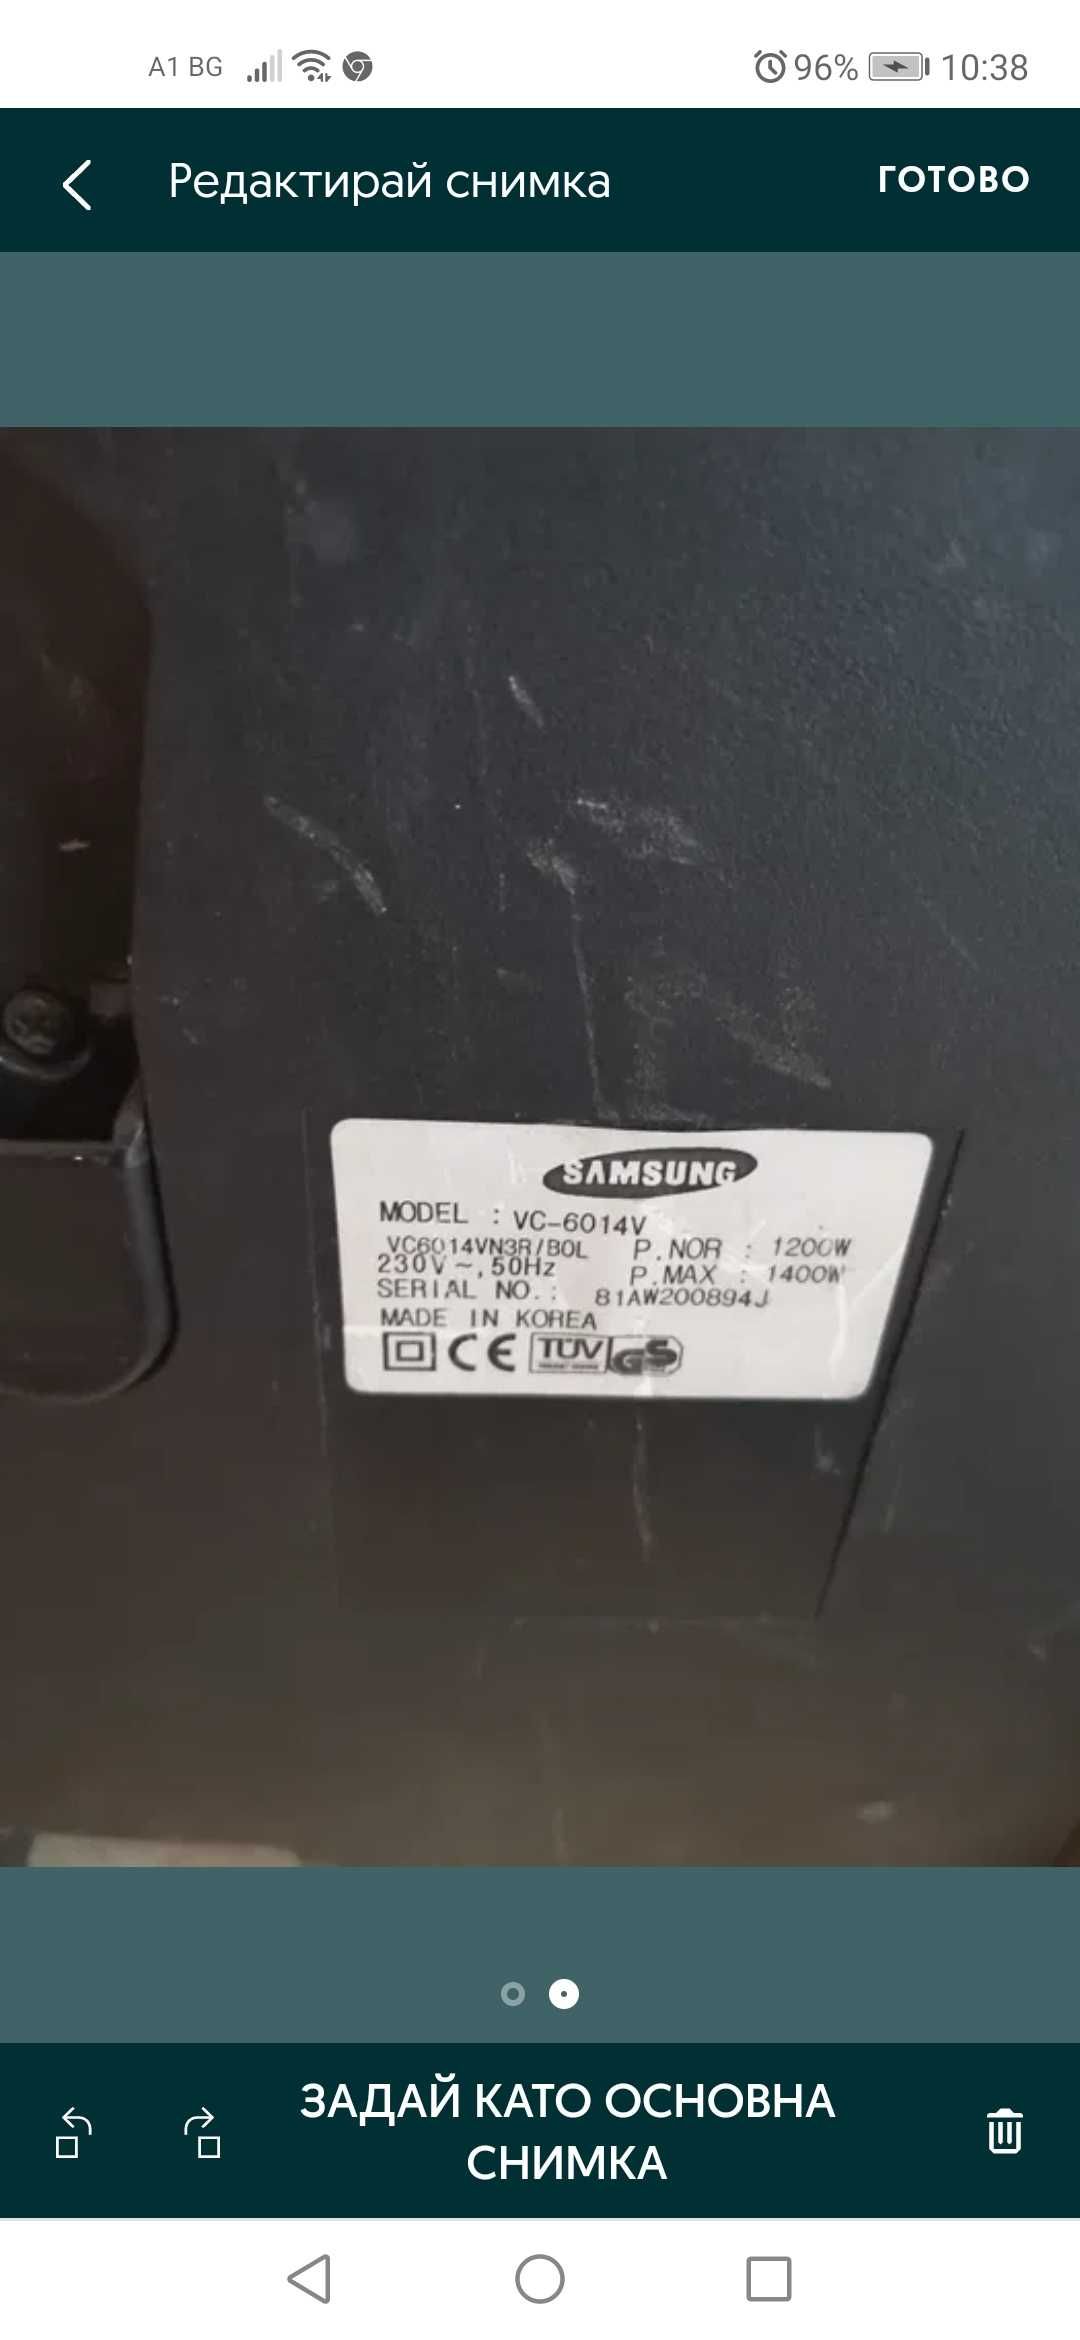 A1 BG
96%
10:38
Редактирай снимка
ГОТОВО
SAMSUNG
MODEL : VC-6014V
VC6014VN3R/BOL P.NOR : 1200W
230V~, 50Hz P.MAX : 1400W
SERIAL NO.: 81AW200894J
MADE IN KOREA
CE TÜV GS
ЗАДАЙ КАТО ОСНОВНА
СНИМКА